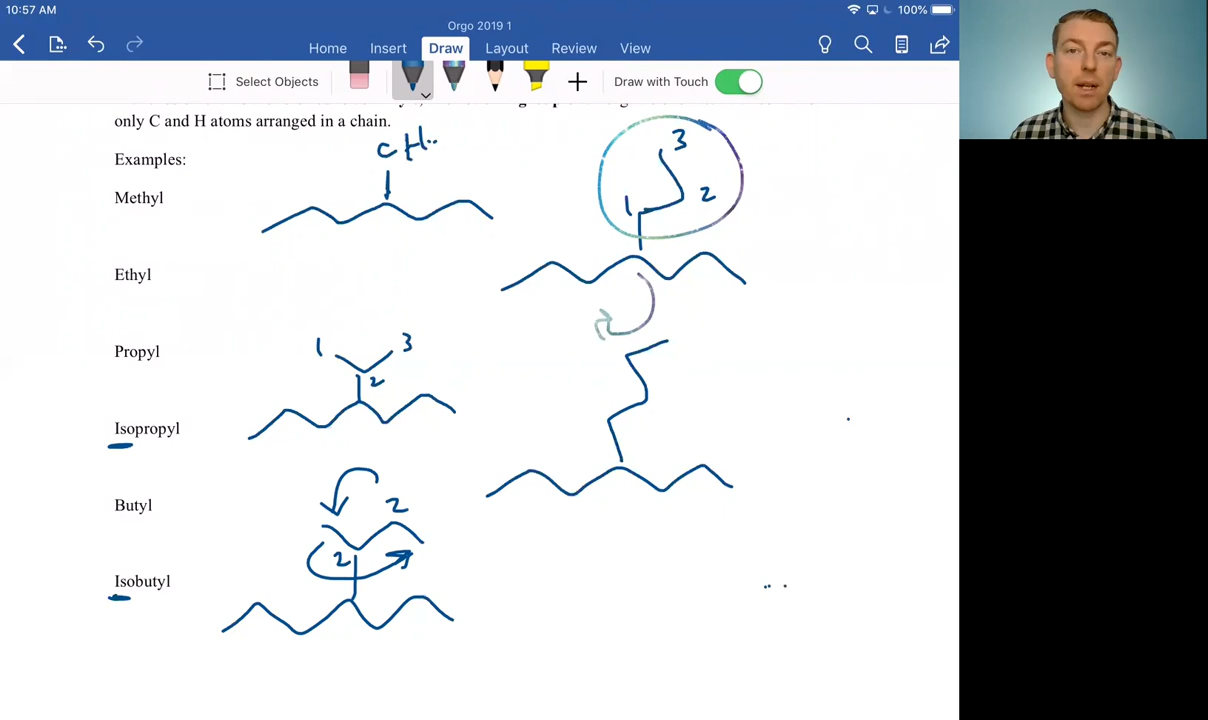 10:57 AM
100%
Orgo 2019 1
Home Insert Draw Layout Review View
Select Objects
Draw with Touch
only C and H atoms arranged in a chain.
Examples:
CH
3
Methyl
1 2
Ethyl
Propyl
1 3
2
Isopropyl
Butyl
2
2
Isobutyl